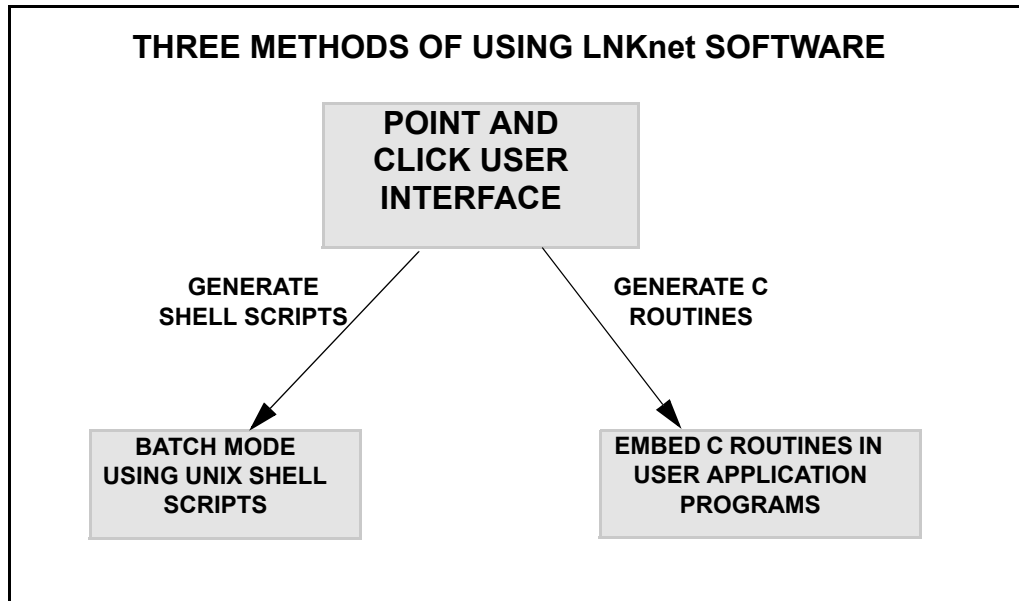 THREE METHODS OF USING LNKnet SOFTWARE
POINT AND
CLICK USER
INTERFACE
GENERATE
SHELL SCRIPTS
GENERATE C
ROUTINES
BATCH MODE
USING UNIX SHELL
SCRIPTS
EMBED C ROUTINES IN
USER APPLICATION
PROGRAMS